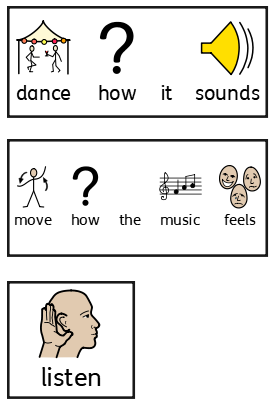 dance how it sounds
move how the music feels
listen